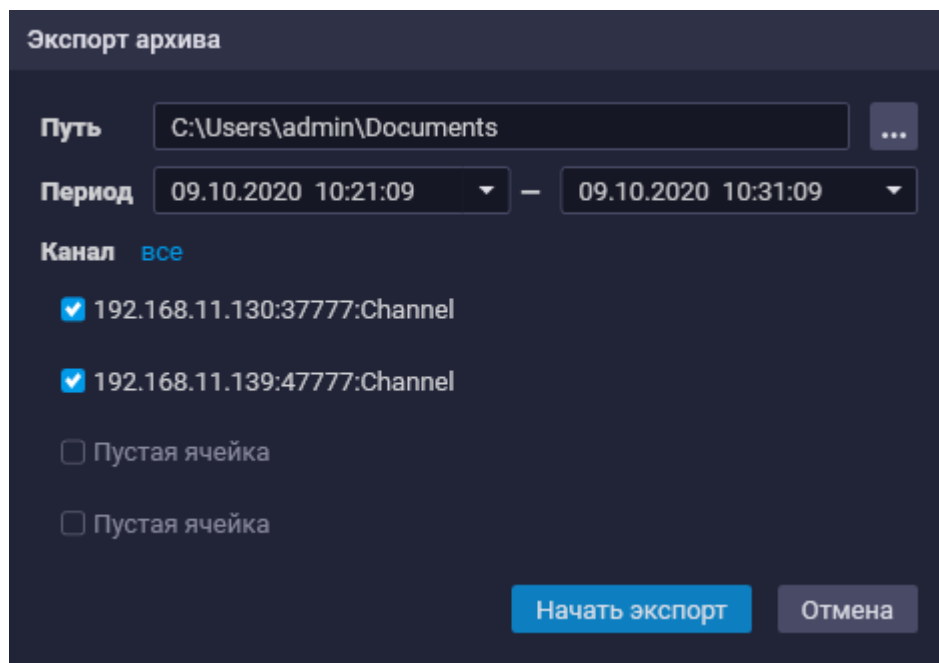 Экспорт архива
Путь C:\Users\admin\Documents ...
Период 09.10.2020 10:21:09 – 09.10.2020 10:31:09
Канал все
192.168.11.130:37777:Channel
192.168.11.139:47777:Channel
Пустая ячейка
Пустая ячейка
Начать экспорт Отмена